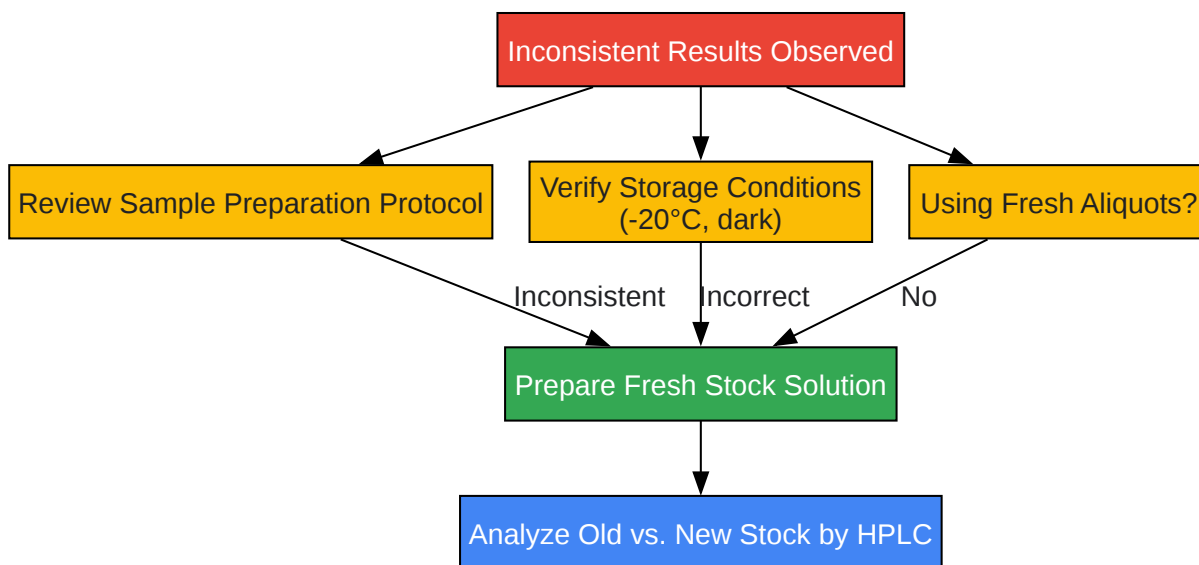 Inconsistent Results Observed
Review Sample Preparation Protocol
Verify Storage Conditions
(-20°C, dark)
Using Fresh Aliquots?
Inconsistent
Incorrect
No
Prepare Fresh Stock Solution
Analyze Old vs. New Stock by HPLC